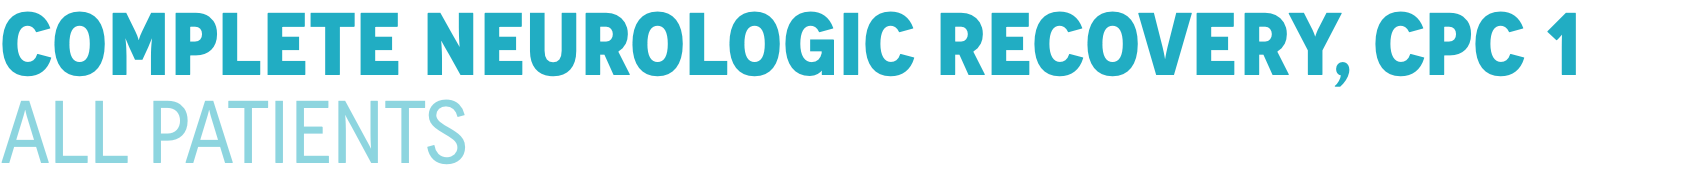 COMPLETE NEUROLOGIC RECOVERY, CPC 1
ALL PATIENTS